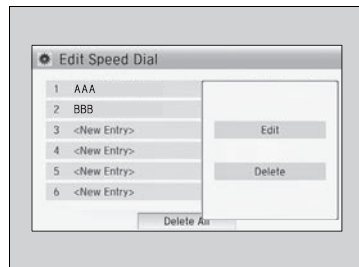 Edit Speed Dial
1 AAA
2 BBB
3 <New Entry>
4 <New Entry>
5 <New Entry>
6 <New Entry>
Edit
Delete
Delete All